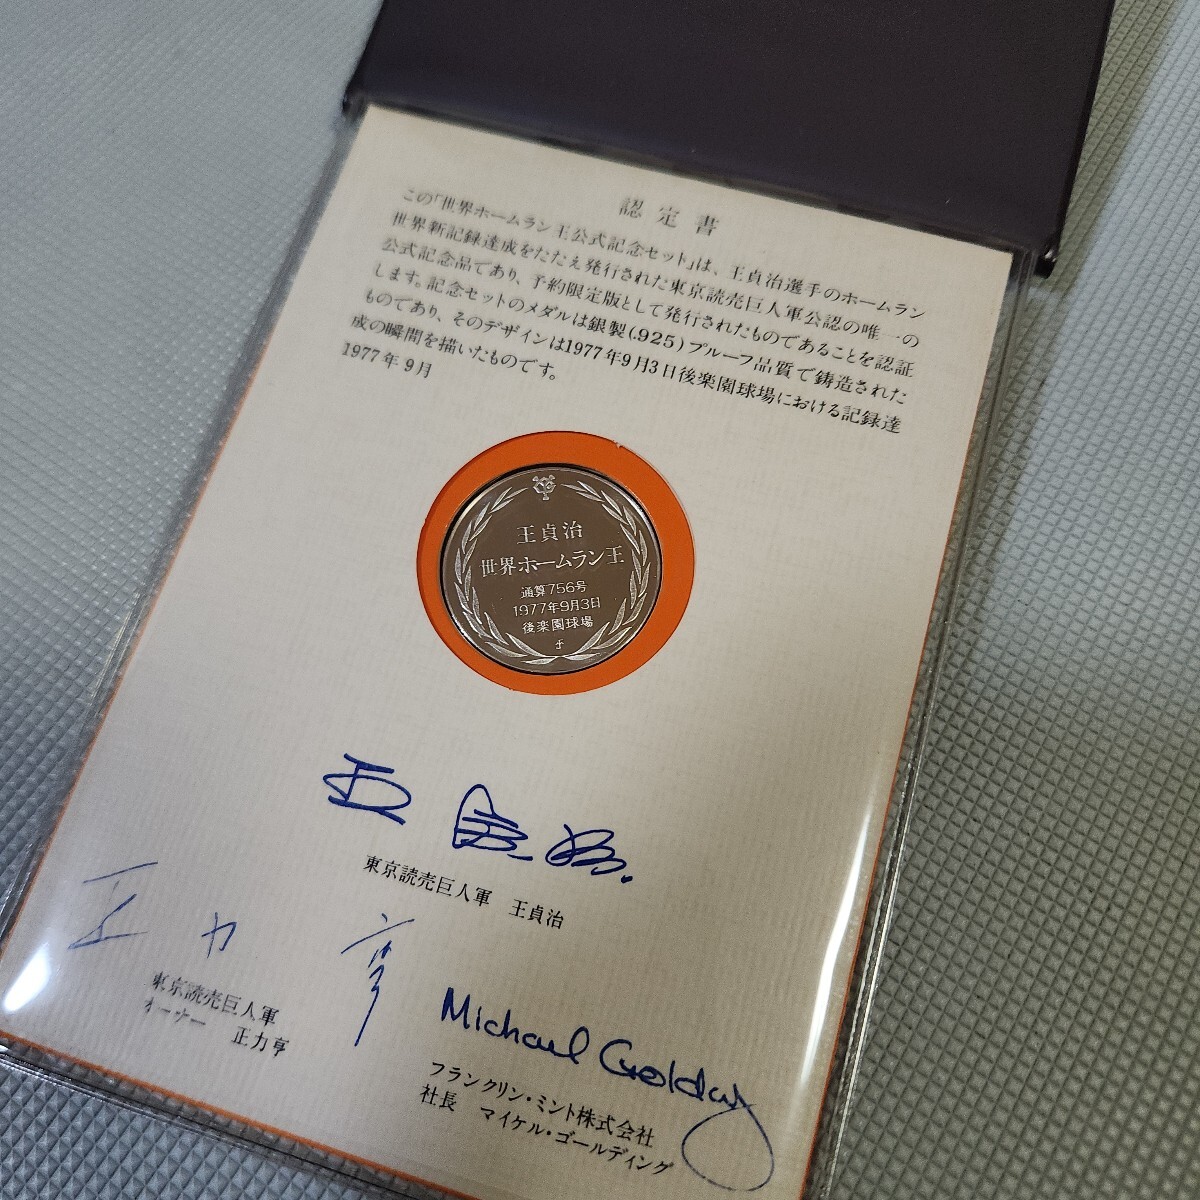 認定書
この「世界ホームラン王公式記念セット」は、王貞治選手のホームラン
世界新記録達成をたたえ発行された東京読売巨人軍公認の唯一の
公式記念品であり、予約限定版として発行されたものであることを認証
します。記念セットのメダルは銀製(.925)プルーフ品質で鋳造された
ものであり、そのデザインは1977年9月3日後楽園球場における記録達
成の瞬間を描いたものです。
1977年9月
王貞治
世界ホームラン王
通算756号
1977年9月3日
後楽園球場
王貞治
東京読売巨人軍 王貞治
正力 亨
東京読売巨人軍
オーナー 正力亨
Michael Golding
フランクリン・ミント株式会社
社長 マイケル・ゴールディング